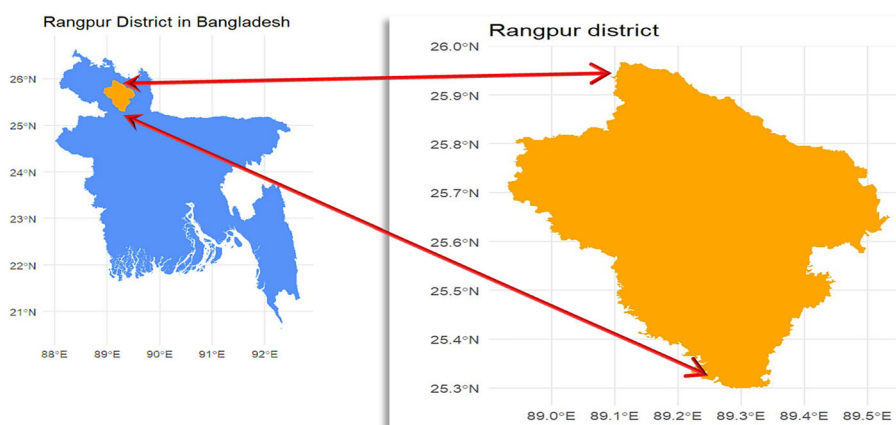 Rangpur District in Bangladesh
26°N
25°N
24°N
23°N
22°N
21°N
88°E 89°E 90°E 91°E 92°E
Rangpur district
26.0°N
25.9°N
25.8°N
25.7°N
25.6°N
25.5°N
25.4°N
25.3°N
89.0°E 89.1°E 89.2°E 89.3°E 89.4°E 89.5°E